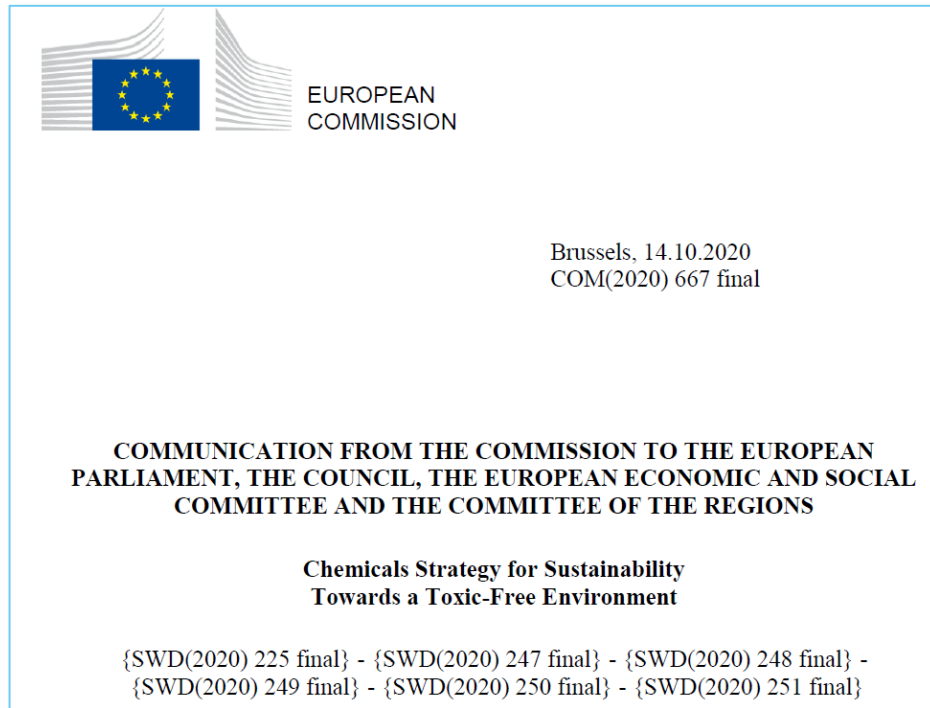 EUROPEAN
COMMISSION
Brussels, 14.10.2020
COM(2020) 667 final
COMMUNICATION FROM THE COMMISSION TO THE EUROPEAN
PARLIAMENT, THE COUNCIL, THE EUROPEAN ECONOMIC AND SOCIAL
COMMITTEE AND THE COMMITTEE OF THE REGIONS
Chemicals Strategy for Sustainability
Towards a Toxic-Free Environment
{SWD(2020) 225 final} - {SWD(2020) 247 final} - {SWD(2020) 248 final} -
{SWD(2020) 249 final} - {SWD(2020) 250 final} - {SWD(2020) 251 final}